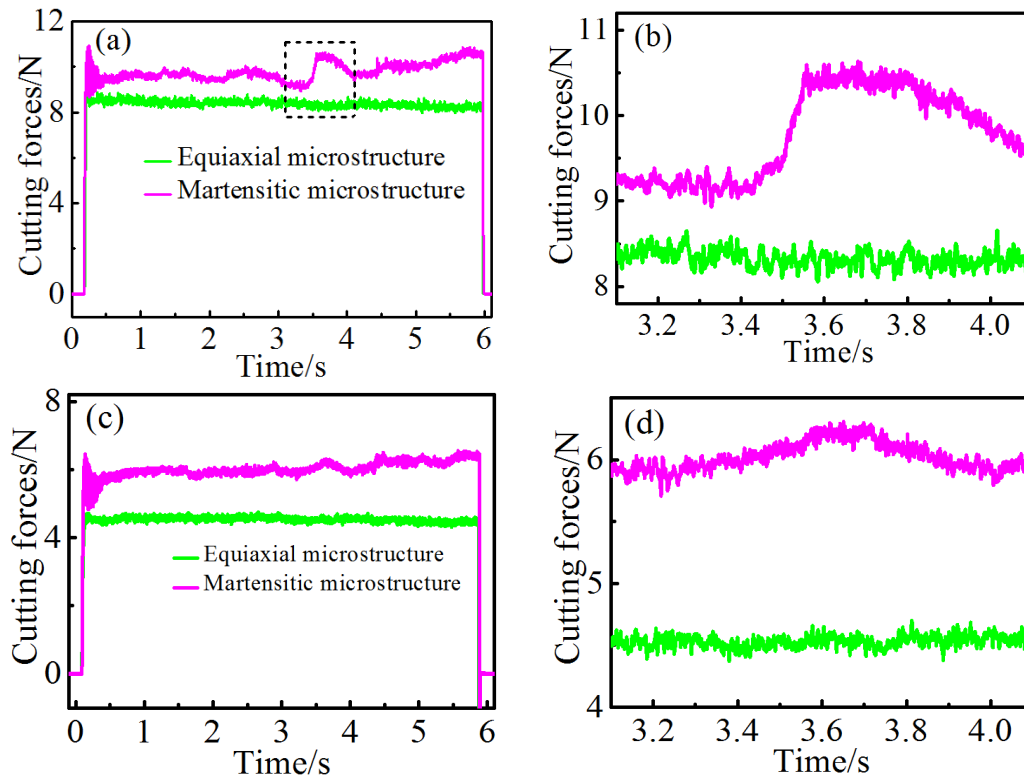 (a)
Cutting forces/N
12
8
4
0
Equiaxial microstructure
Martensitic microstructure
0 1 2 3 4 5 6
Time/s
(b)
Cutting forces/N
11
10
9
8
3.2 3.4 3.6 3.8 4.0
Time/s
(c)
Cutting forces/N
8
4
0
Equiaxial microstructure
Martensitic microstructure
0 1 2 3 4 5 6
Time/s
(d)
Cutting forces/N
6
5
4
3.2 3.4 3.6 3.8 4.0
Time/s